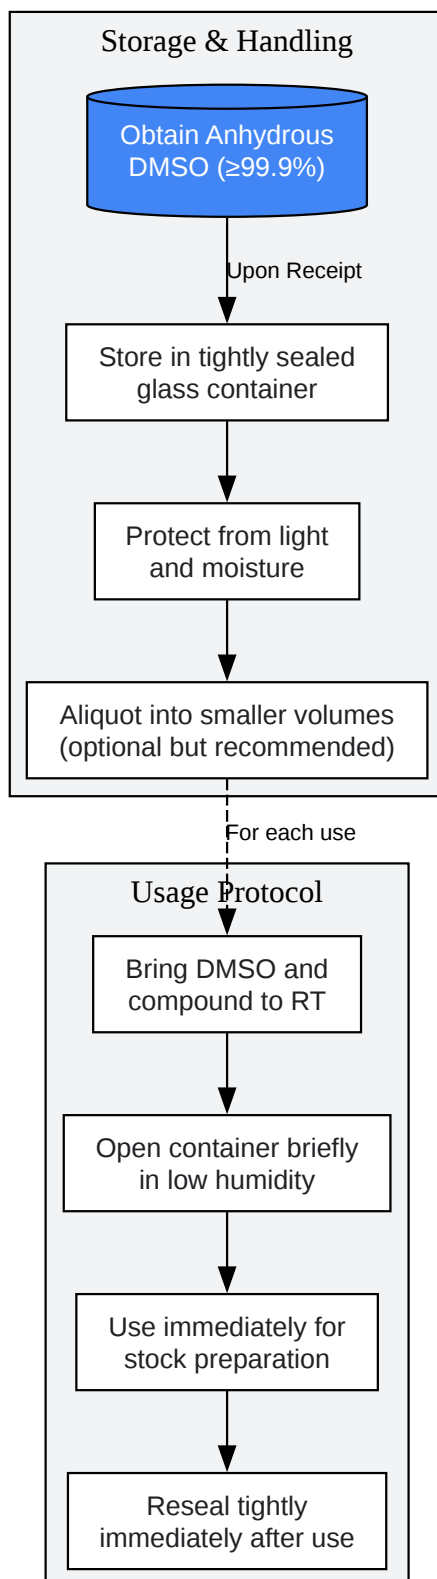 Storage & Handling
Obtain Anhydrous
DMSO (≥99.9%)
Upon Receipt
Store in tightly sealed
glass container
Protect from light
and moisture
Aliquot into smaller volumes
(optional but recommended)
For each use
Usage Protocol
Bring DMSO and
compound to RT
Open container briefly
in low humidity
Use immediately for
stock preparation
Reseal tightly
immediately after use